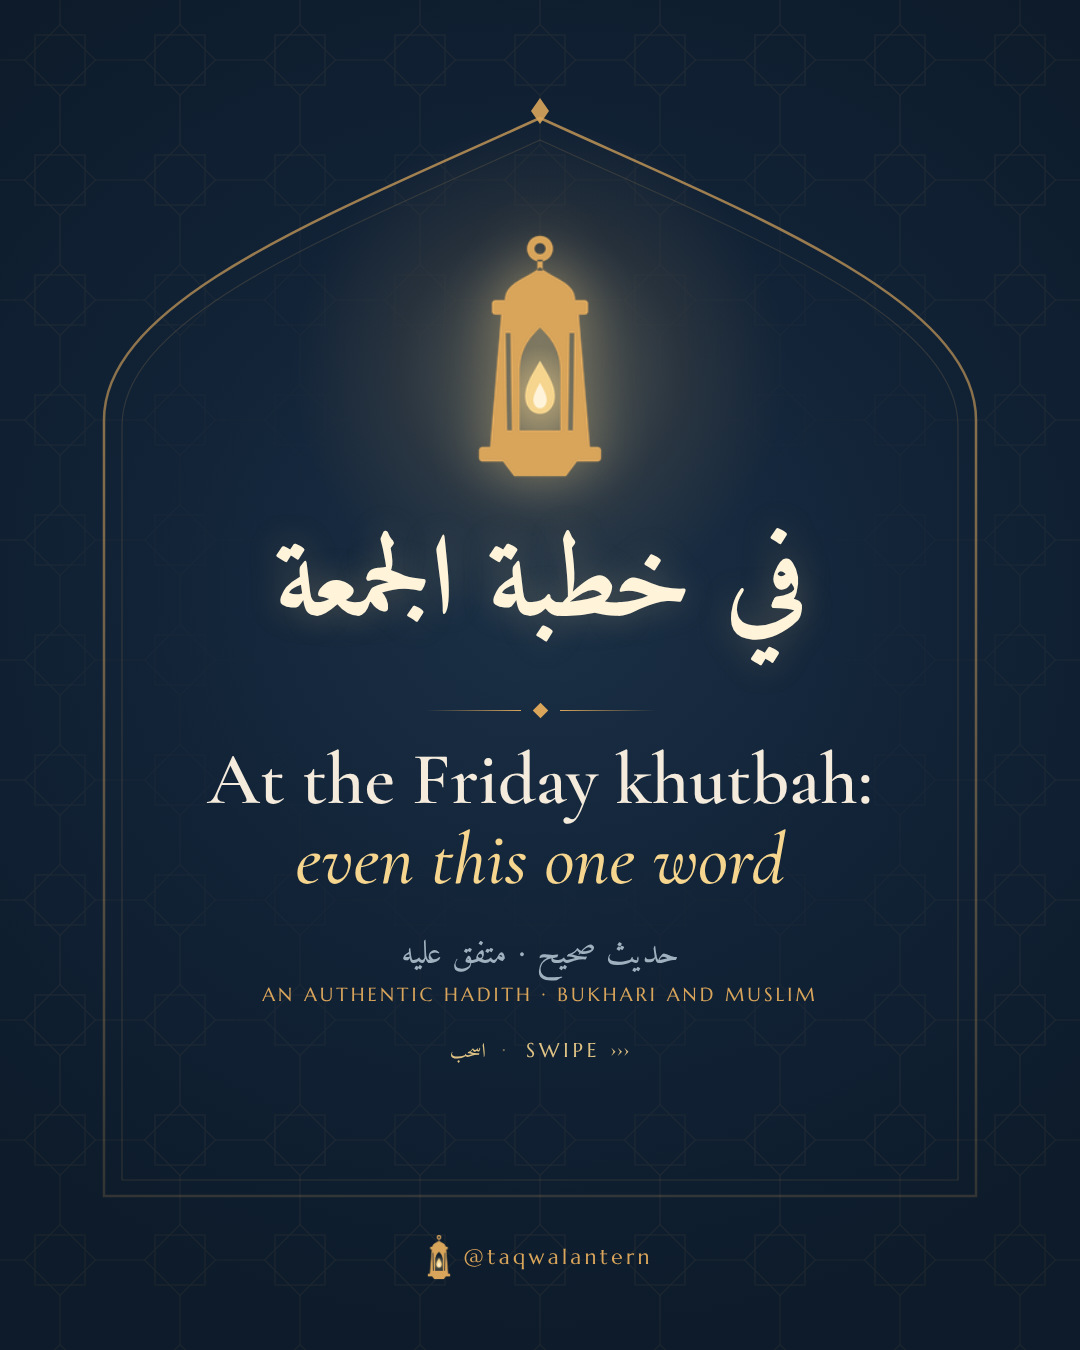 في خطبة الجمعة
At the Friday khutbah:
even this one word
حديث صحيح · متفق عليه
AN AUTHENTIC HADITH · BUKHARI AND MUSLIM
اسحب · SWIPE ›››
@taqwalantern